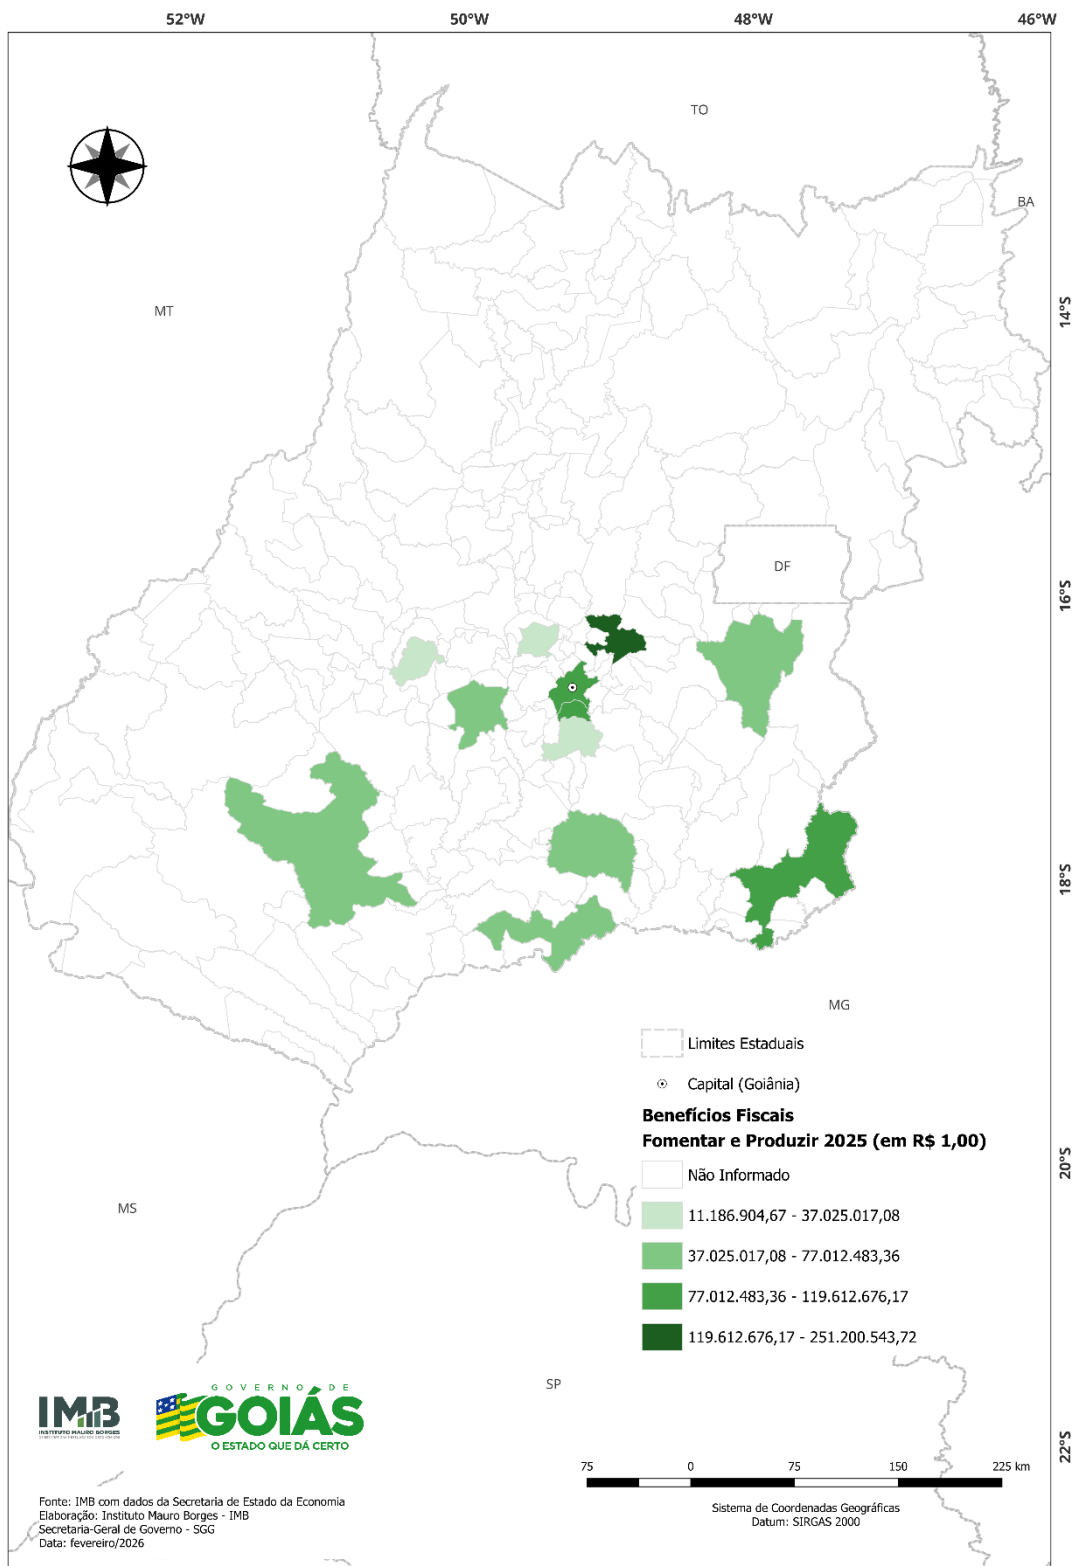 52°W 50°W 48°W 46°W
TO
BA
MT
14°S
DF
16°S
18°S
MG
Limites Estaduais
Capital (Goiânia)
Benefícios Fiscais
Fomentar e Produzir 2025 (em R$ 1,00)
Não Informado
11.186.904,67 - 37.025.017,08
37.025.017,08 - 77.012.483,36
77.012.483,36 - 119.612.676,17
119.612.676,17 - 251.200.543,72
20°S
MS
SP
IMB
INSTITUTO MAURO BORGES
GOVERNO DE
GOIÁS
O ESTADO QUE DÁ CERTO
22°S
75 0 75 150 225 km
Sistema de Coordenadas Geográficas
Datum: SIRGAS 2000
Fonte: IMB com dados da Secretaria de Estado da Economia
Elaboração: Instituto Mauro Borges - IMB
Secretaria-Geral de Governo - SGG
Data: fevereiro/2026